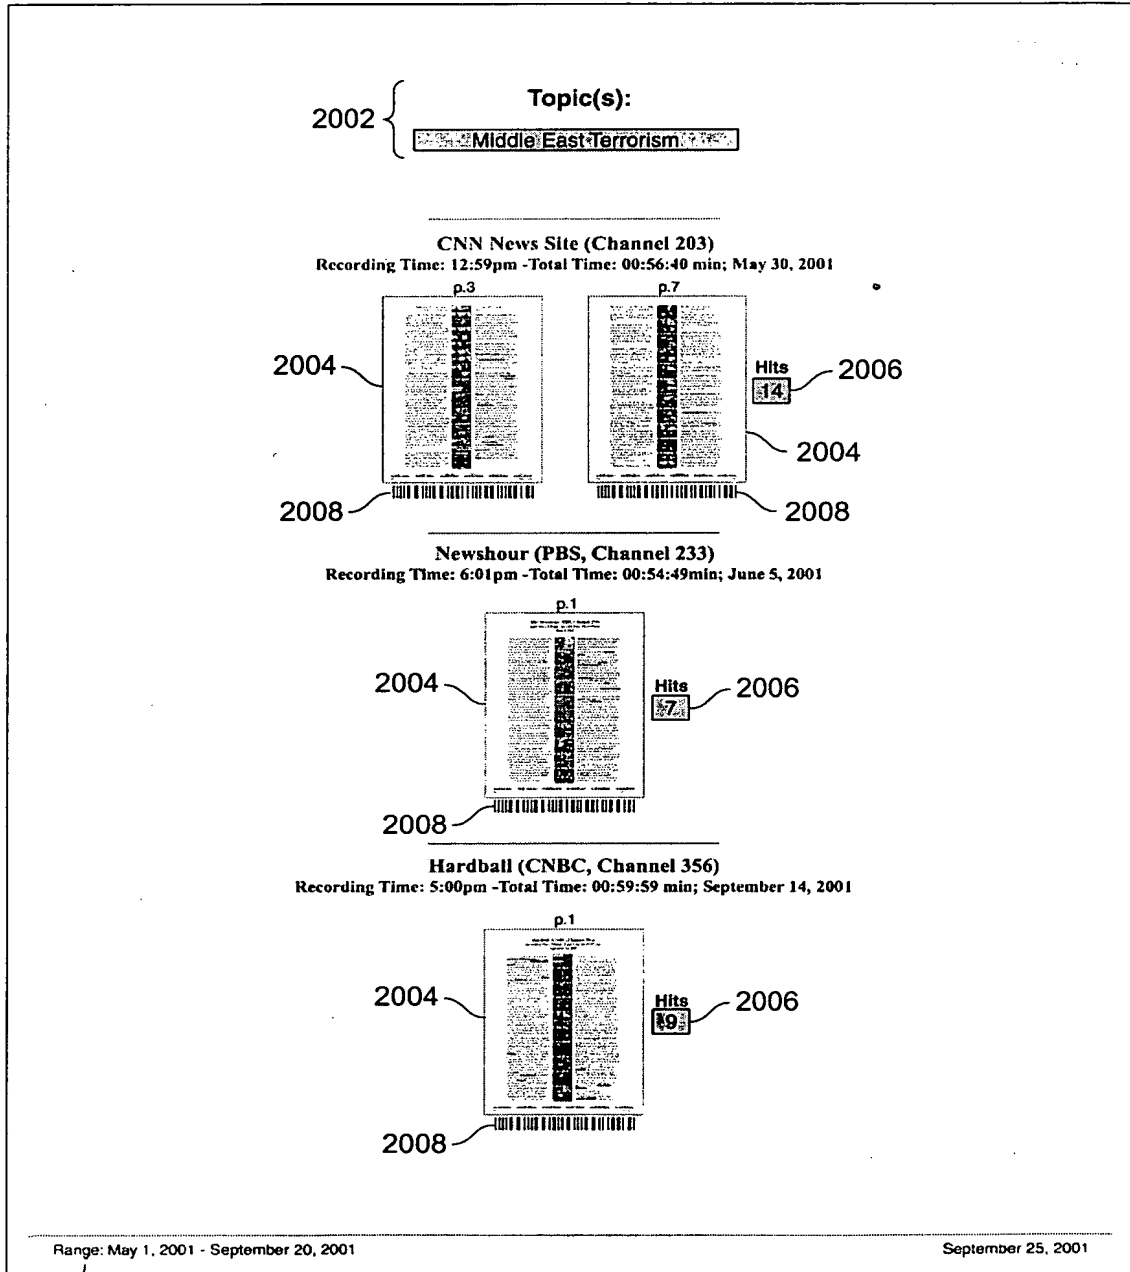 Topic(s):
2002
Middle East Terrorism
CNN News Site (Channel 203)
Recording Time: 12:59pm -Total Time: 00:56:40 min; May 30, 2001
p.3 p.7
2004
Hits
2006
14
2004
2008 2008
Newshour (PBS, Channel 233)
Recording Time: 6:01pm -Total Time: 00:54:49min; June 5, 2001
p.1
2004
Hits
2006
7
2008
Hardball (CNBC, Channel 356)
Recording Time: 5:00pm -Total Time: 00:59:59 min; September 14, 2001
p.1
2004
Hits
2006
9
2008
Range: May 1, 2001 - September 20, 2001 September 25, 2001